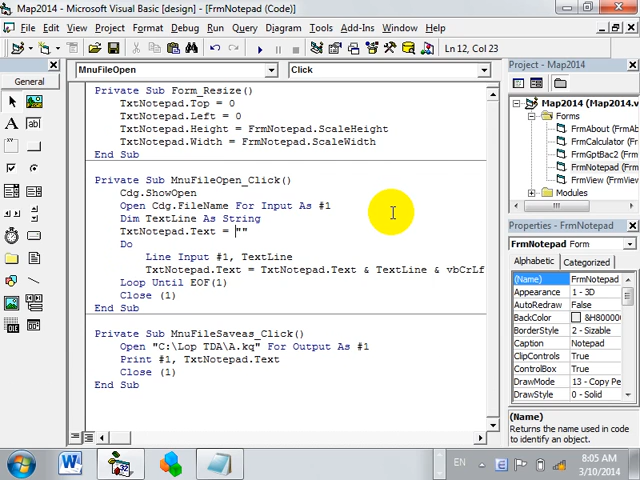 Map2014 - Microsoft Visual Basic [design] - [FrmNotepad (Code)]
File Edit View Project Format Debug Run Query Diagram Tools Add-Ins Window Help
Ln 12, Col 23
General
MnuFileOpen
Click
Private Sub Form_Resize()
TxtNotepad.Top = 0
TxtNotepad.Left = 0
TxtNotepad.Height = FrmNotepad.ScaleHeight
TxtNotepad.Width = FrmNotepad.ScaleWidth
End Sub
Private Sub MnuFileOpen_Click()
Cdg.ShowOpen
Open Cdg.FileName For Input As #1
Dim TextLine As String
TxtNotepad.Text = ""
Do
Line Input #1, TextLine
TxtNotepad.Text = TxtNotepad.Text & TextLine & vbCrLf
Loop Until EOF(1)
Close (1)
End Sub
Private Sub MnuFileSaveas_Click()
Open "C:\Lop TDA\A.kq" For Output As #1
Print #1, TxtNotepad.Text
Close (1)
End Sub
Project - Map2014
Map2014 (Map2014.v
Forms
FrmAbout (FrmAbout.
FrmCalculator (FrmCa
FrmGptBac2 (FrmGp
FrmNotepad (FrmNot
FrmView (FrmView.fr
Modules
Properties - Form
FrmNotepad Form
Alphabetic Categorized
(Name) FrmNotepad
Appearance 1 - 3D
AutoRedraw False
BackColor &H800000
BorderStyle 2 - Sizable
Caption Notepad
ClipControls True
ControlBox True
DrawMode 13 - Copy Pe
DrawStyle 0 - Solid
(Name)
Returns the name used in code to identify an object.
EN
8:05 AM
3/10/2014